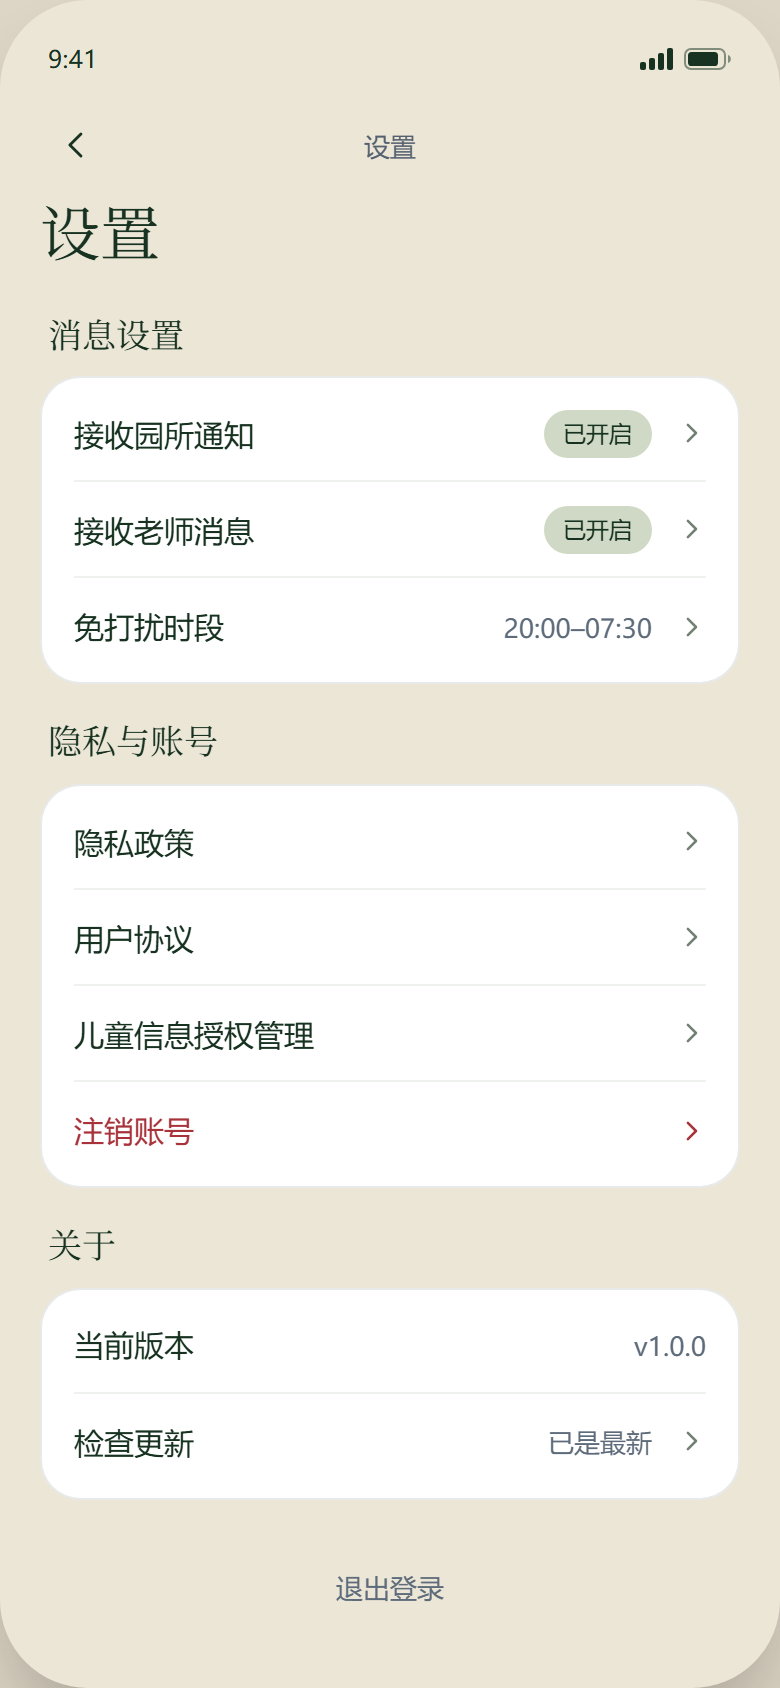 9:41
设置
设置
消息设置
接收园所通知 已开启
接收老师消息 已开启
免打扰时段 20:00–07:30
隐私与账号
隐私政策
用户协议
儿童信息授权管理
注销账号
关于
当前版本 v1.0.0
检查更新 已是最新
退出登录